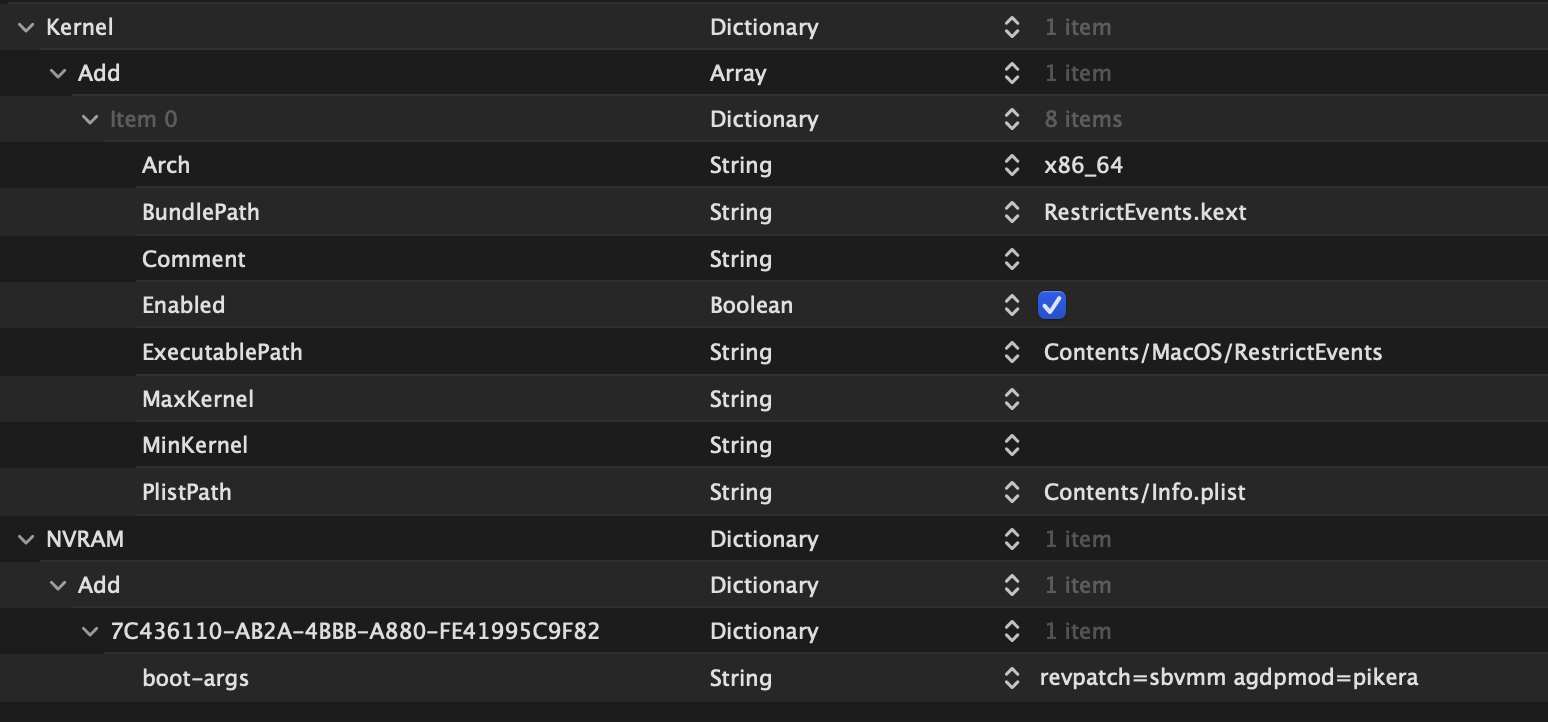 Kernel Dictionary 1 item
Add Array 1 item
Item 0 Dictionary 8 items
Arch String x86_64
BundlePath String RestrictEvents.kext
Comment String
Enabled Boolean
ExecutablePath String Contents/MacOS/RestrictEvents
MaxKernel String
MinKernel String
PlistPath String Contents/Info.plist
NVRAM Dictionary 1 item
Add Dictionary 1 item
7C436110-AB2A-4BBB-A880-FE41995C9F82 Dictionary 1 item
boot-args String revpatch=sbvmm agdpmod=pikera